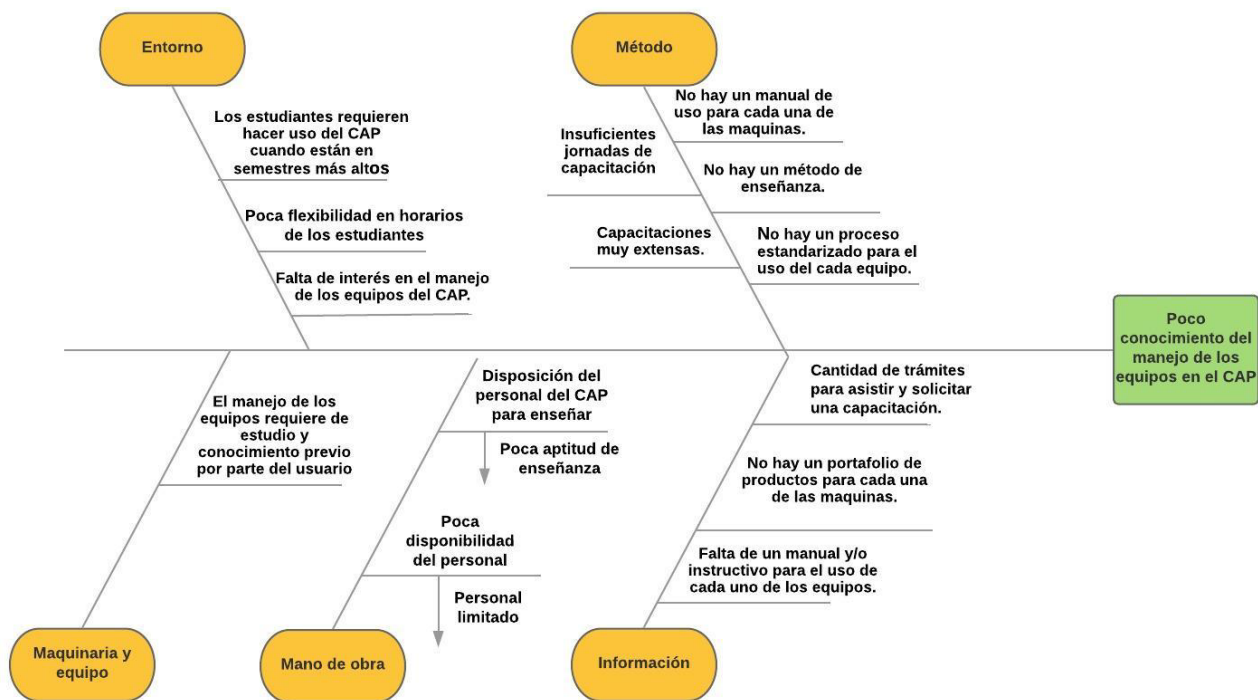 Entorno
Los estudiantes requieren
hacer uso del CAP
cuando están en
semestres más altos
Poca flexibilidad en horarios
de los estudiantes
Falta de interés en el manejo
de los equipos del CAP.
Método
Insuficientes
jornadas de
capacitación
Capacitaciones
muy extensas.
No hay un manual de
uso para cada una de
las maquinas.
No hay un método de
enseñanza.
No hay un proceso
estandarizado para el
uso del cada equipo.
Poco
conocimiento del
manejo de los
equipos en el CAP
El manejo de los
equipos requiere de
estudio y
conocimiento previo
por parte del usuario
Maquinaria y
equipo
Disposición del
personal del CAP
para enseñar
Poca aptitud de
enseñanza
Poca
disponibilidad
del personal
Personal
limitado
Mano de obra
Cantidad de trámites
para asistir y solicitar
una capacitación.
No hay un portafolio de
productos para cada una
de las maquinas.
Falta de un manual y/o
instructivo para el uso de
cada uno de los equipos.
Información